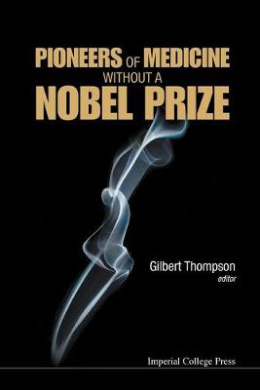 PIONEERS OF MEDICINE
WITHOUT A
NOBEL PRIZE
Gilbert Thompson
editor
Imperial College Press